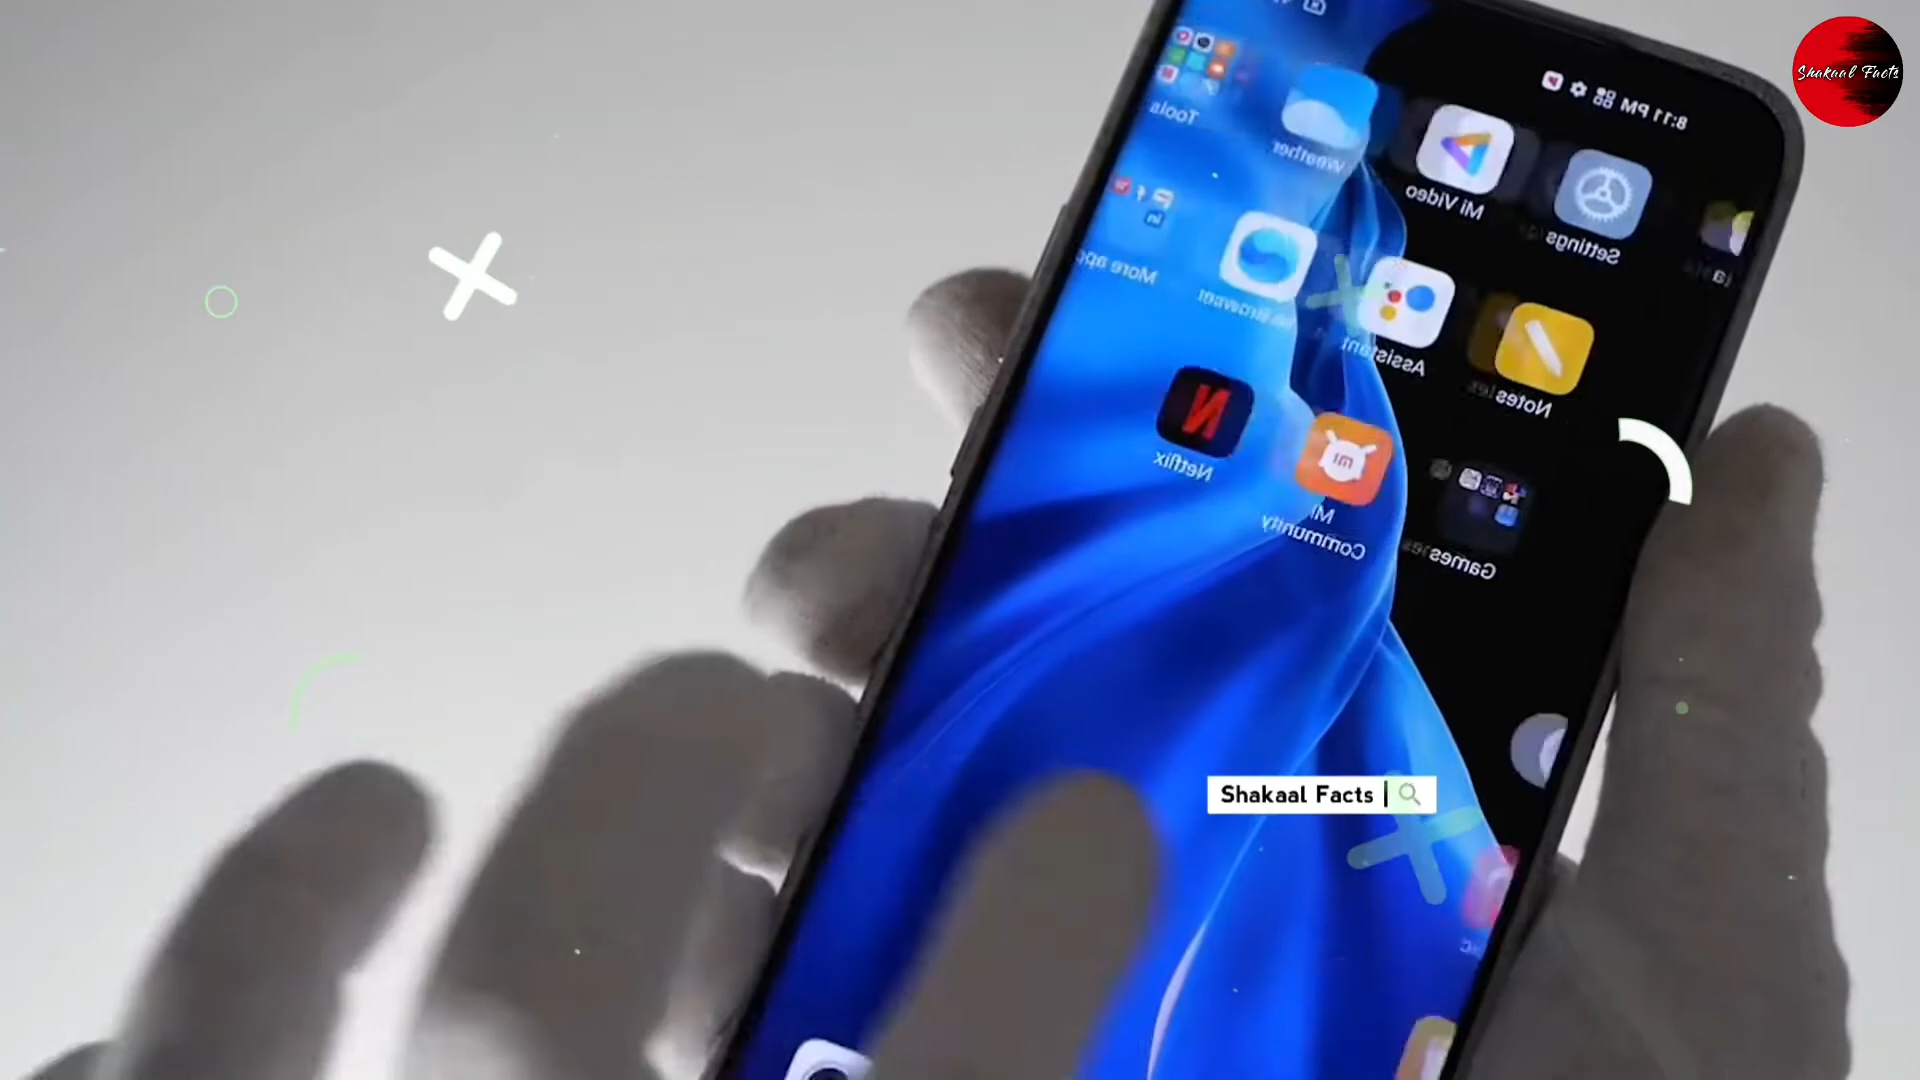 Shakaal Facts
8:11 PM
Tools
Weather
Mi Video
Settings
More app
Assistant
Notes
Netflix
Mi
Community
Games
Shakaal Facts